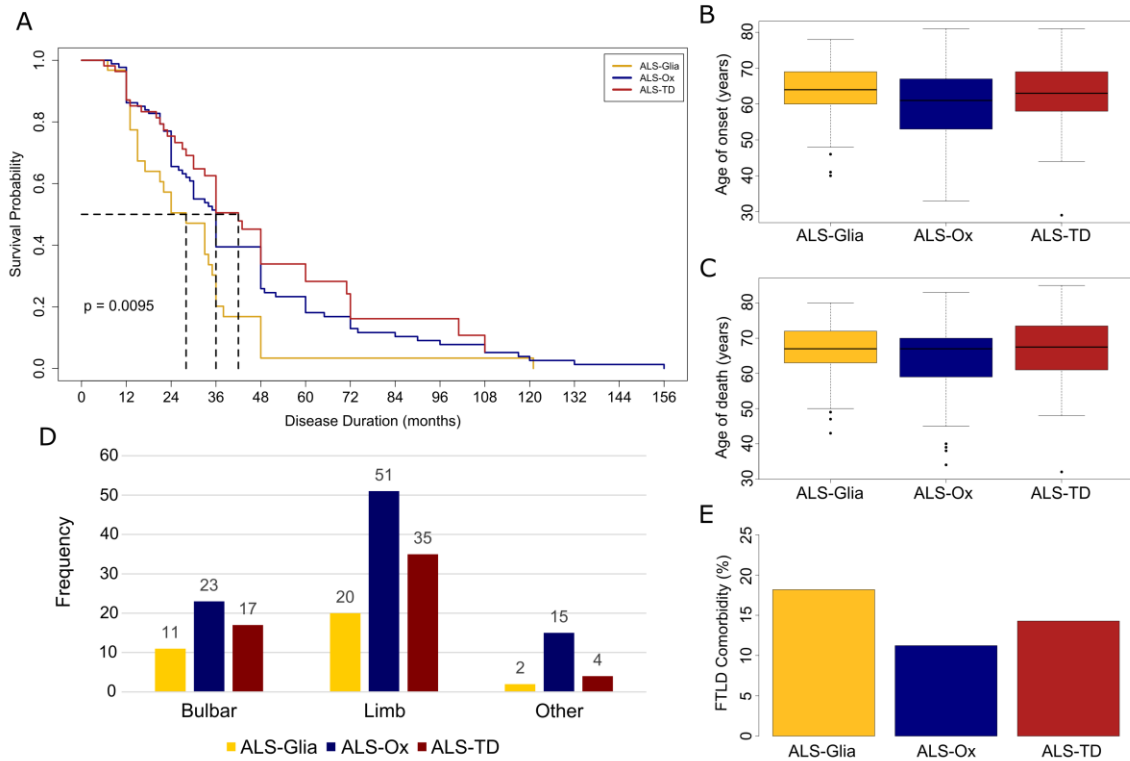 A
Survival Probability
1.0
0.8
0.6
0.4
0.2
0.0
ALS-Glia
ALS-Ox
ALS-TD
p = 0.0095
0 12 24 36 48 60 72 84 96 108 120 132 144 156
Disease Duration (months)
B
Age of onset (years)
80
70
60
50
40
30
ALS-Glia ALS-Ox ALS-TD
C
Age of death (years)
80
70
60
50
40
30
ALS-Glia ALS-Ox ALS-TD
D
Frequency
60
50
40
30
20
10
0
11 23 17
20 51 35
2 15 4
Bulbar Limb Other
ALS-Glia ALS-Ox ALS-TD
E
FTLD Comorbidity (%)
25
20
15
10
5
0
ALS-Glia ALS-Ox ALS-TD